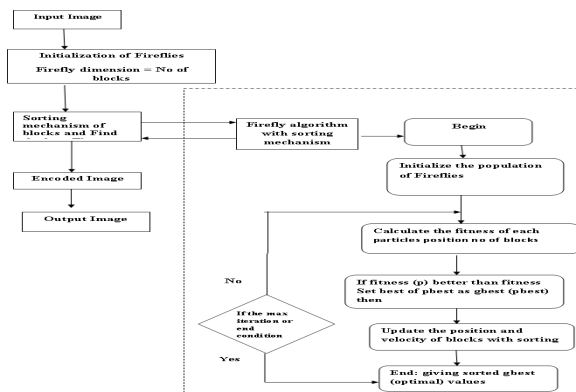 Input Image
Initialization of Fireflies
Firefly dimension = No of
blocks
Sorting
mechanism of
blocks and Find
Encoded Image
Output Image
Firefly algorithm
with sorting
mechanism
Begin
Initialize the population
of Fireflies
Calculate the fitness of each
particles position no of blocks
If fitness (p) better than fitness
Set best of pbest as gbest (pbest)
then
Update the position and
velocity of blocks with sorting
End: giving sorted gbest
(optimal) values
No
If the max
iteration or
end
condition
Yes